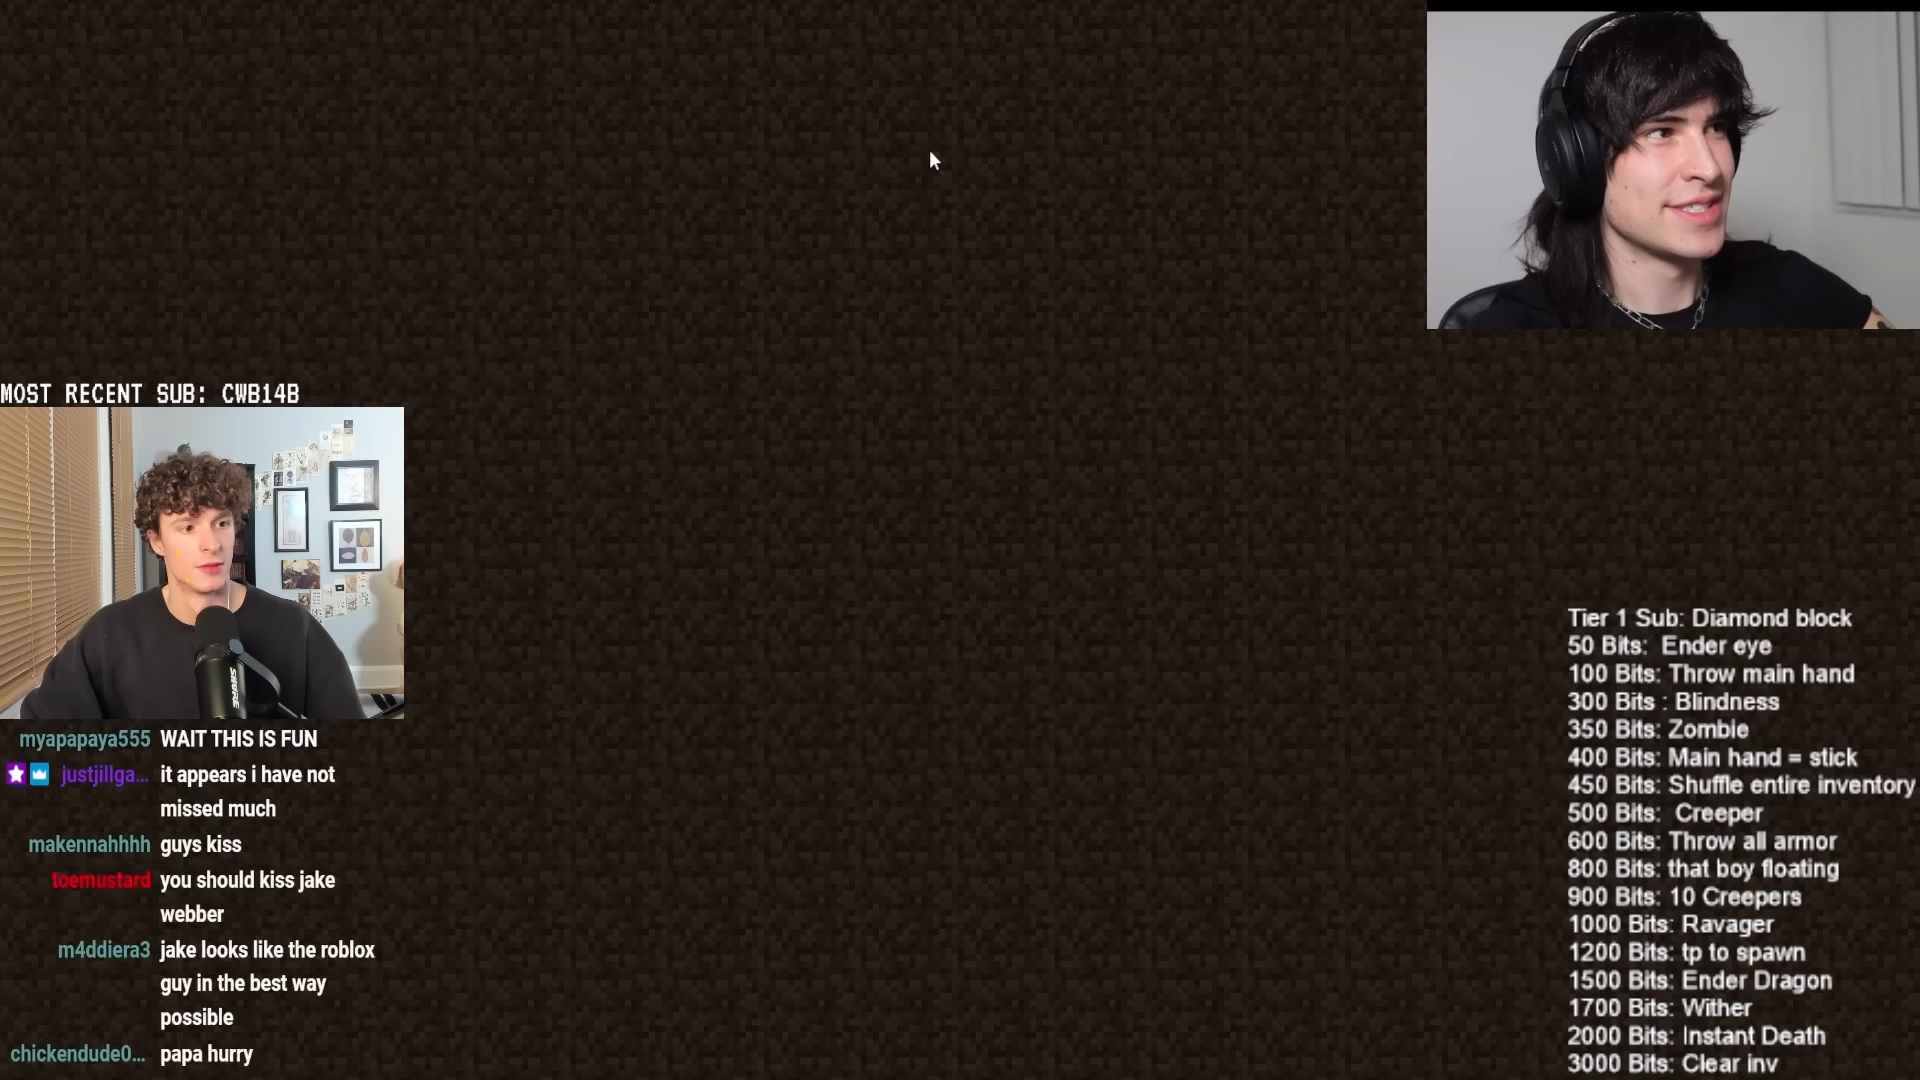 MOST RECENT SUB: CWB14B
SHURE
myapapaya555 WAIT THIS IS FUN
justjillga... it appears i have not
missed much
makennahhhh guys kiss
toemustard you should kiss jake
webber
m4ddiera3 jake looks like the roblox
guy in the best way
possible
chickendude0... papa hurry
Tier 1 Sub: Diamond block
50 Bits:  Ender eye
100 Bits: Throw main hand
300 Bits : Blindness
350 Bits: Zombie
400 Bits: Main hand = stick
450 Bits: Shuffle entire inventory
500 Bits:  Creeper
600 Bits: Throw all armor
800 Bits: that boy floating
900 Bits: 10 Creepers
1000 Bits: Ravager
1200 Bits: tp to spawn
1500 Bits: Ender Dragon
1700 Bits: Wither
2000 Bits: Instant Death
3000 Bits: Clear inv